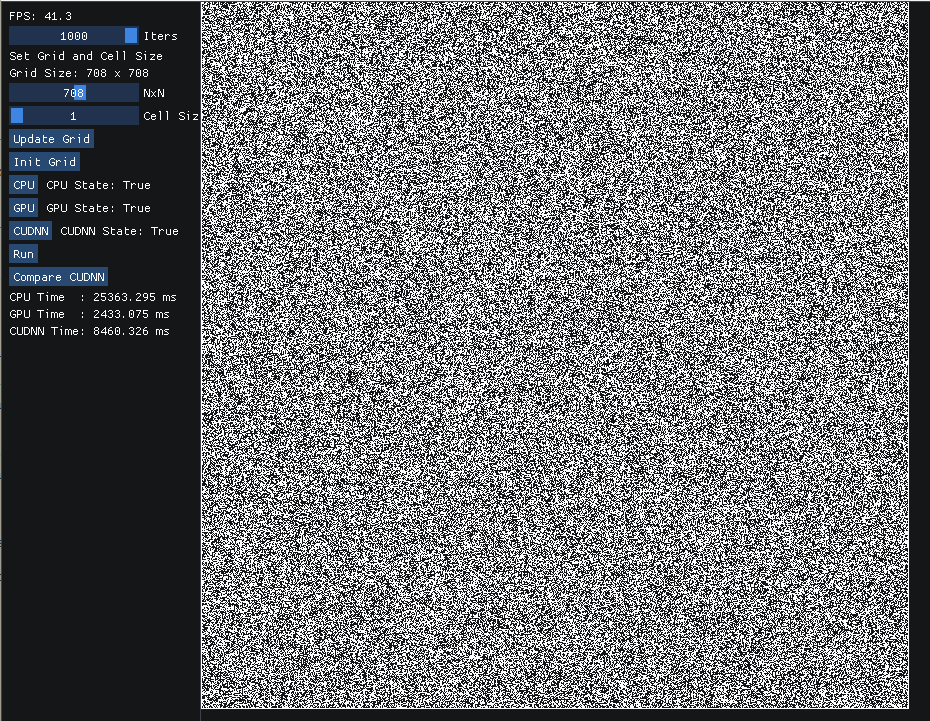 FPS: 41.3
1000 Iters
Set Grid and Cell Size
Grid Size: 708 x 708
708 NxN
1 Cell Siz
Update Grid
Init Grid
CPU CPU State: True
GPU GPU State: True
CUDNN CUDNN State: True
Run
Compare CUDNN
CPU Time  : 25363.295 ms
GPU Time  : 2433.075 ms
CUDNN Time: 8460.326 ms